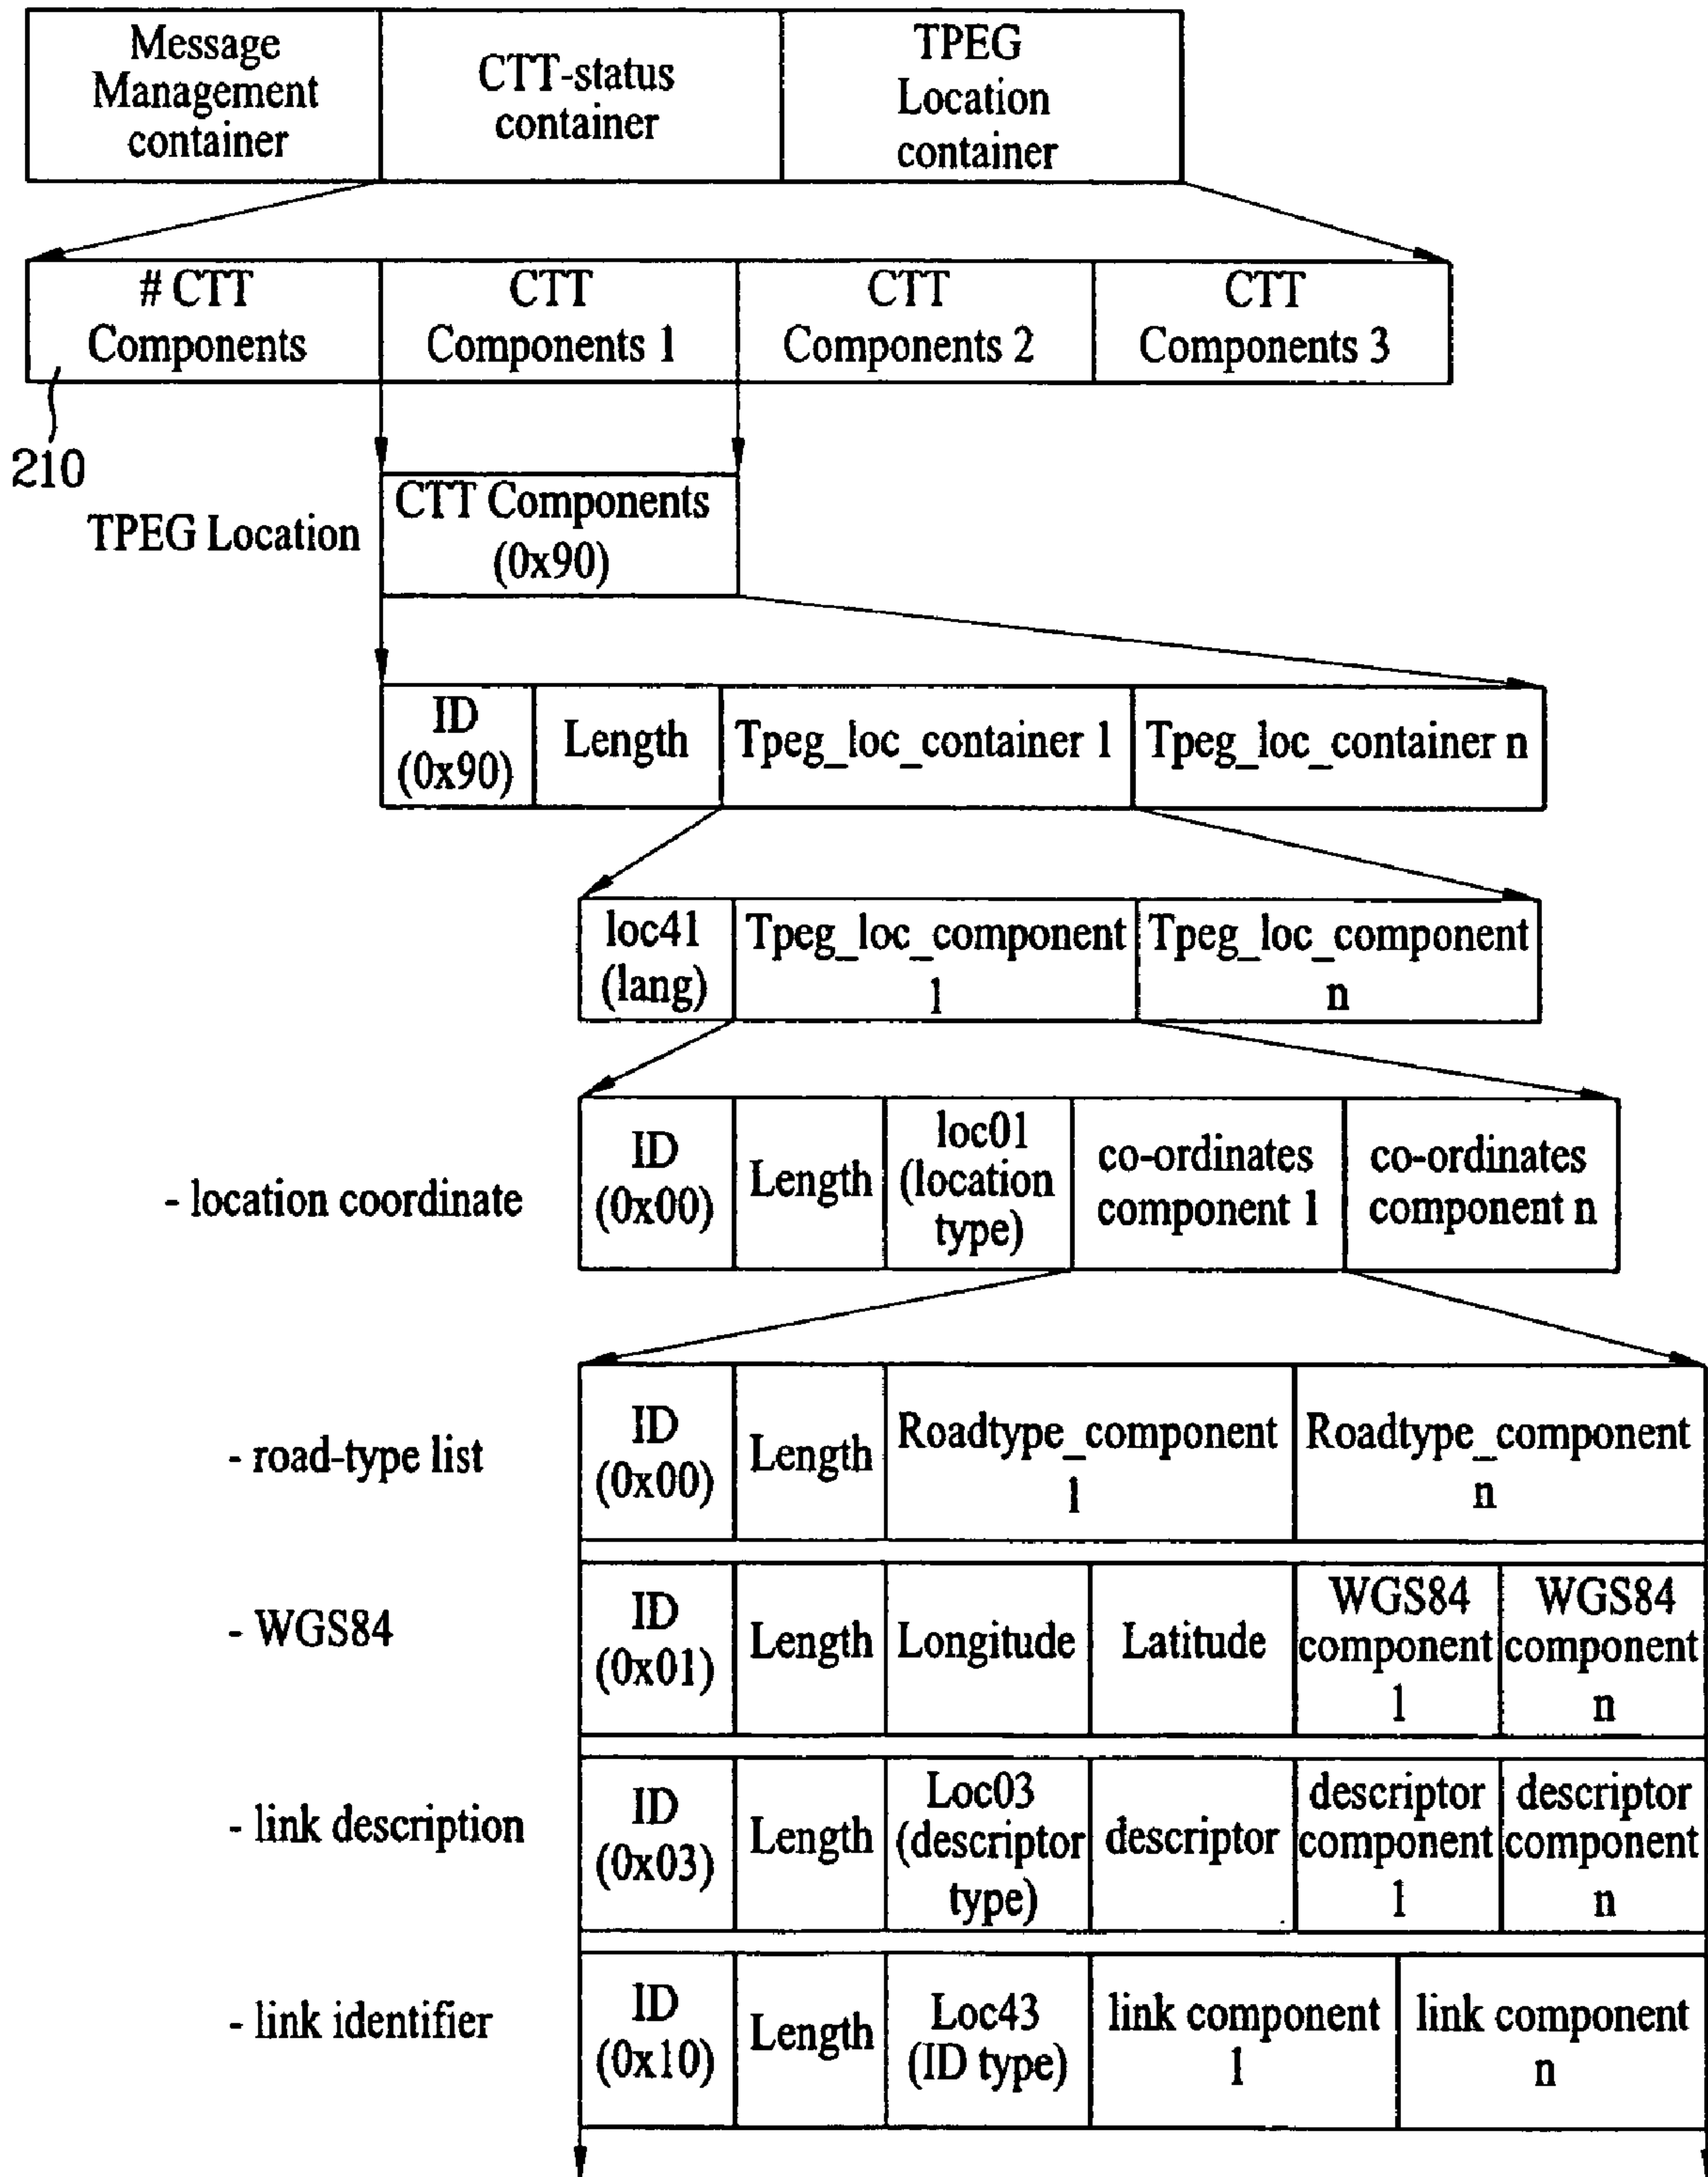 Message
Management
container
CTT-status
container
TPEG
Location
container
# CTT
Components
CTT
Components 1
CTT
Components 2
CTT
Components 3
210
TPEG Location
CTT Components
(0x90)
ID
(0x90)
Length
Tpeg_loc_container 1
Tpeg_loc_container n
loc41
(lang)
Tpeg_loc_component
1
Tpeg_loc_component
n
- location coordinate
ID
(0x00)
Length
loc01
(location
type)
co-ordinates
component 1
co-ordinates
component n
- road-type list
ID
(0x00)
Length
Roadtype_component
1
Roadtype_component
n
- WGS84
ID
(0x01)
Length
Longitude
Latitude
WGS84
component
1
WGS84
component
n
- link description
ID
(0x03)
Length
Loc03
(descriptor
type)
descriptor
descriptor
component
1
descriptor
component
n
- link identifier
ID
(0x10)
Length
Loc43
(ID type)
link component
1
link component
n